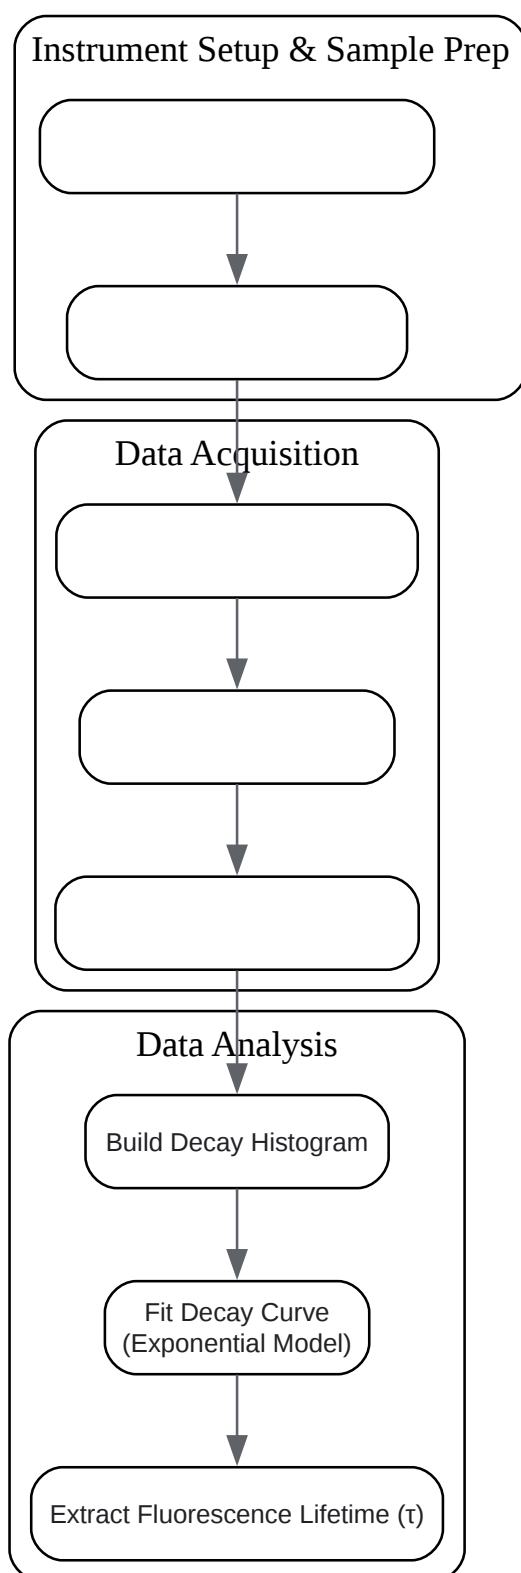 Instrument Setup & Sample Prep
Data Acquisition
Data Analysis
Build Decay Histogram
Fit Decay Curve
(Exponential Model)
Extract Fluorescence Lifetime (τ)